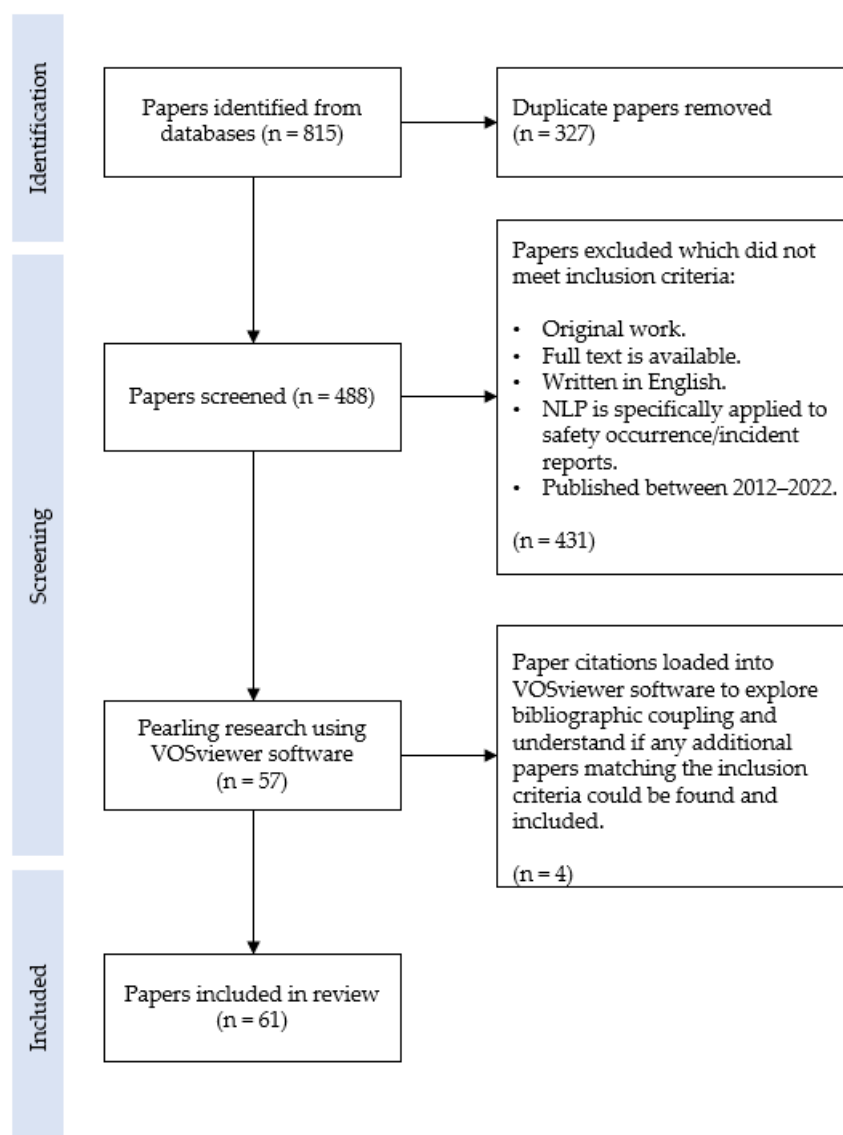 Identification
Papers identified from
databases (n = 815)
Duplicate papers removed
(n = 327)
Screening
Papers screened (n = 488)
Papers excluded which did not
meet inclusion criteria:
• Original work.
• Full text is available.
• Written in English.
• NLP is specifically applied to
safety occurrence/incident
reports.
• Published between 2012–2022.
(n = 431)
Pearling research using
VOSviewer software
(n = 57)
Paper citations loaded into
VOSviewer software to explore
bibliographic coupling and
understand if any additional
papers matching the inclusion
criteria could be found and
included.
(n = 4)
Included
Papers included in review
(n = 61)